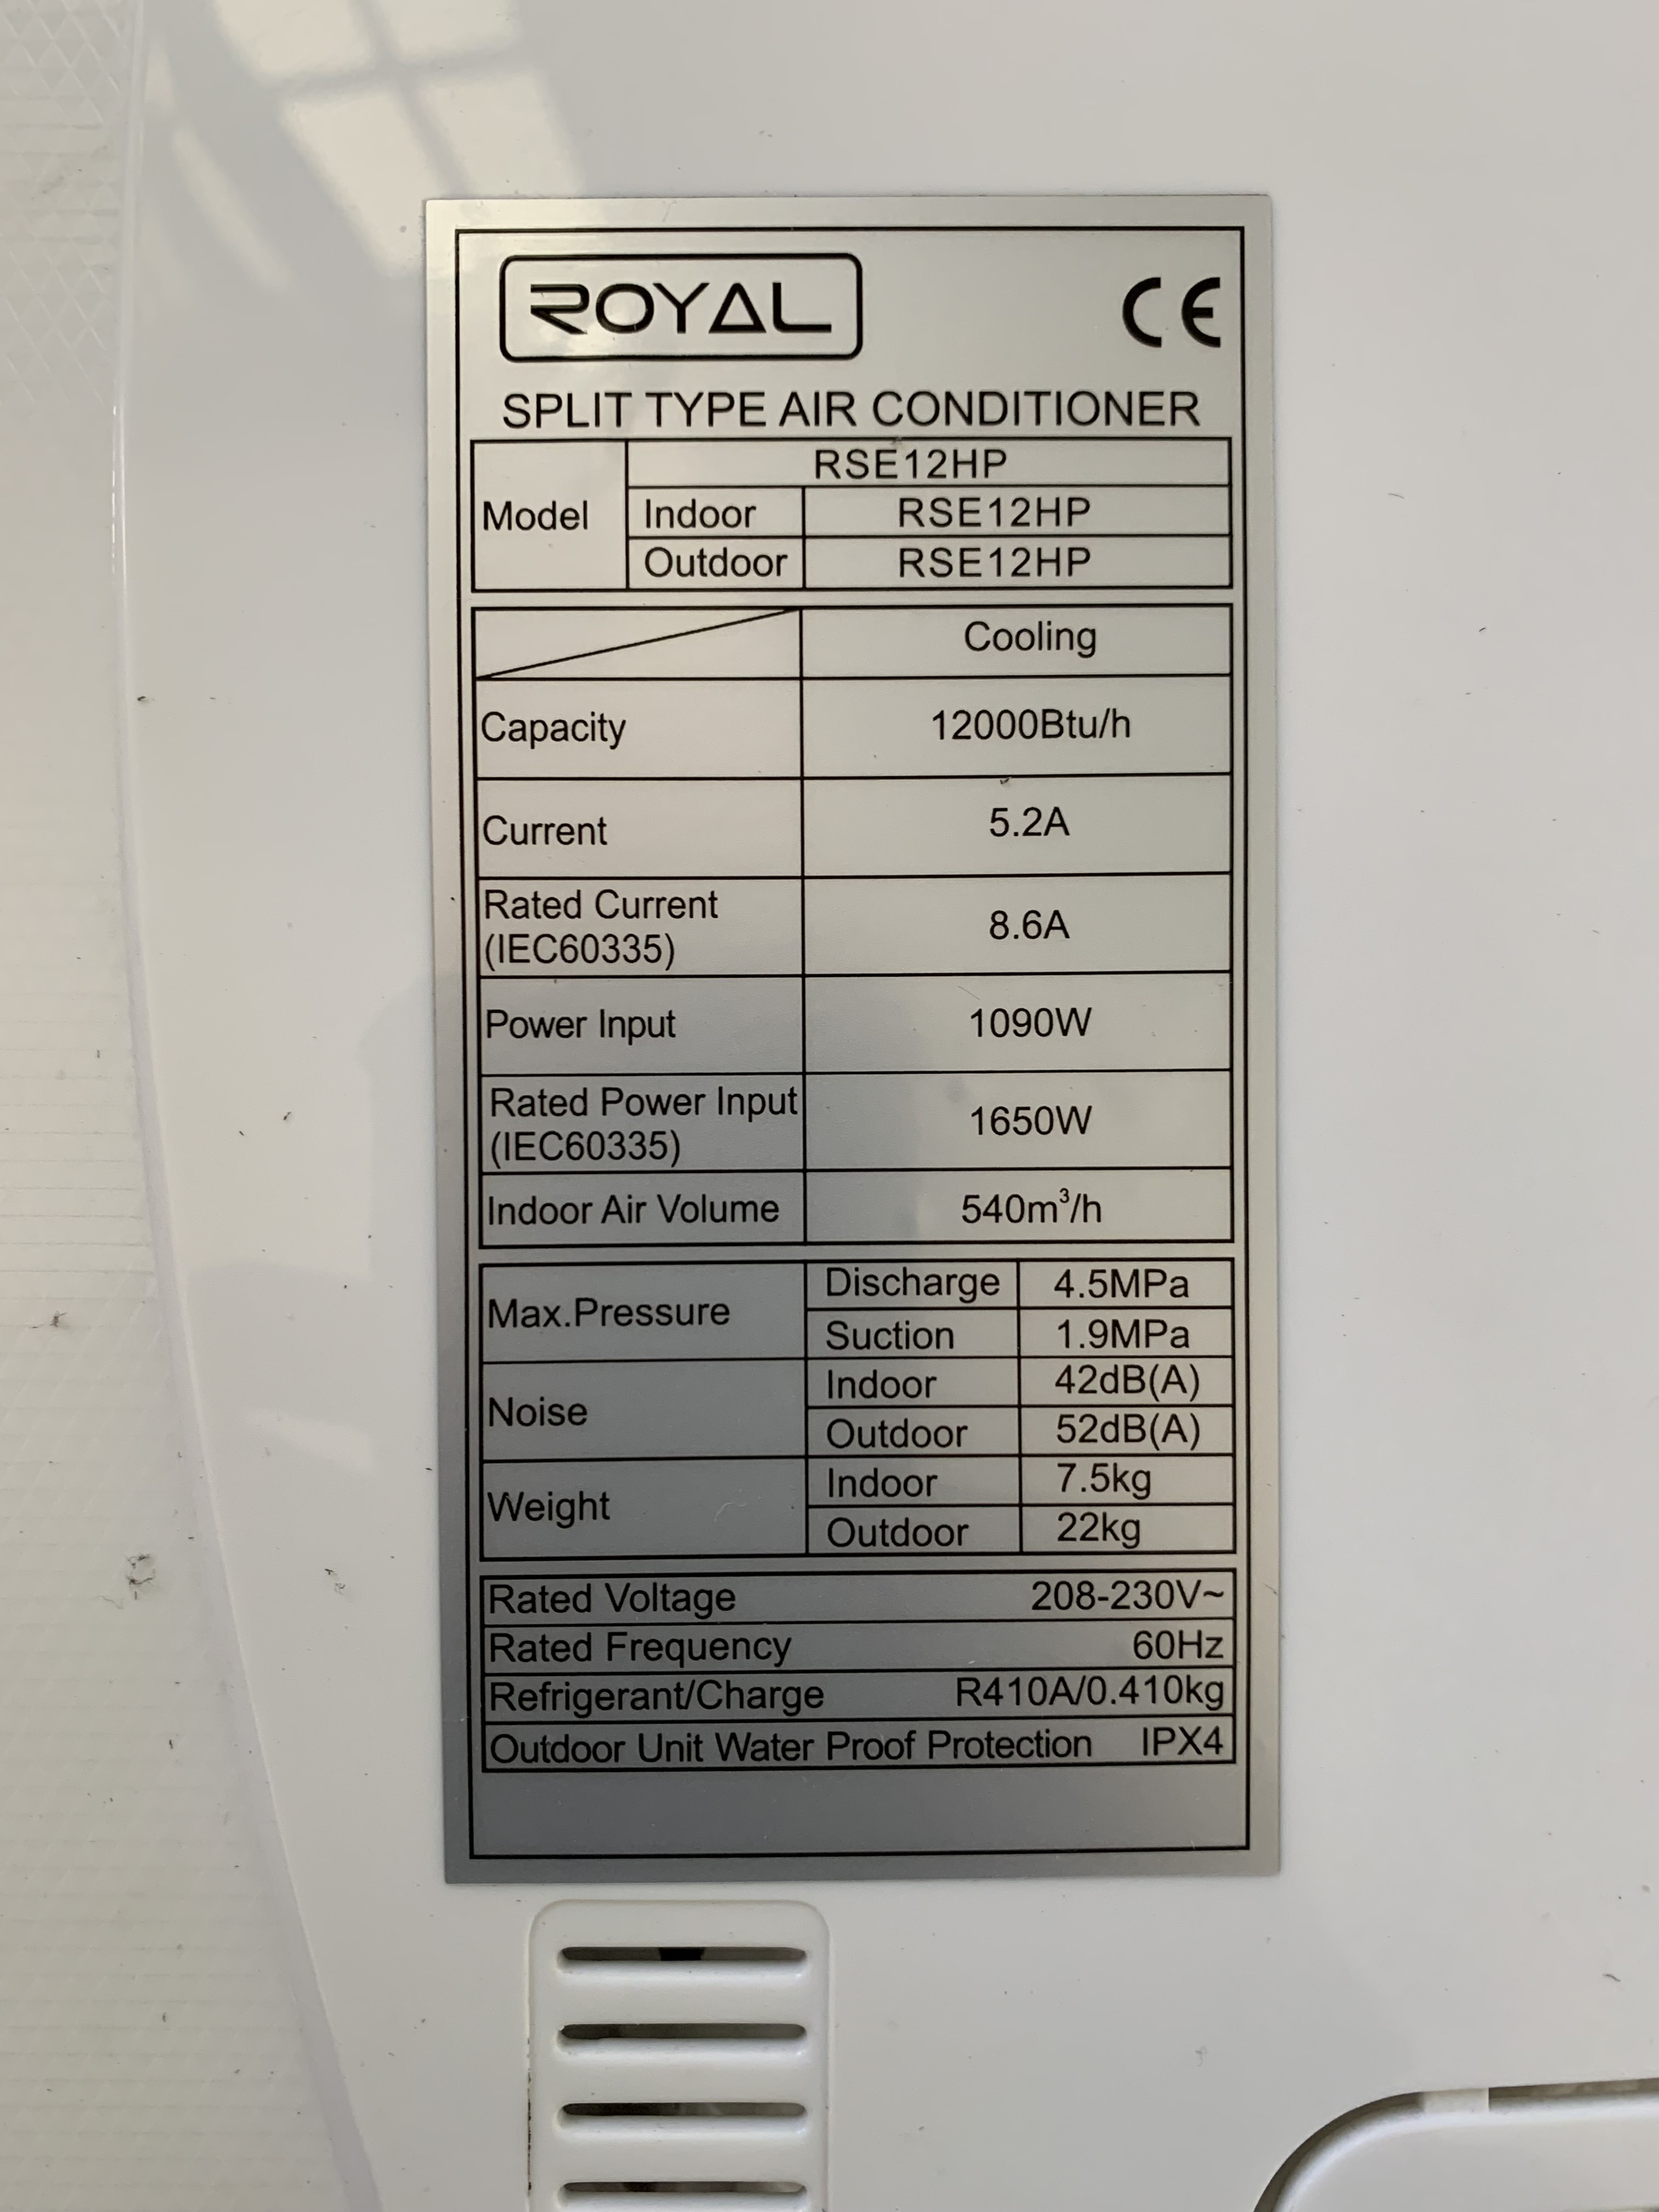 ROYAL CE
SPLIT TYPE AIR CONDITIONER
Model RSE12HP
Indoor RSE12HP
Outdoor RSE12HP
Cooling
Capacity 12000Btu/h
Current 5.2A
Rated Current
(IEC60335) 8.6A
Power Input 1090W
Rated Power Input
(IEC60335) 1650W
Indoor Air Volume 540m³/h
Max.Pressure Discharge 4.5MPa
Suction 1.9MPa
Noise Indoor 42dB(A)
Outdoor 52dB(A)
Weight Indoor 7.5kg
Outdoor 22kg
Rated Voltage 208-230V~
Rated Frequency 60Hz
Refrigerant/Charge R410A/0.410kg
Outdoor Unit Water Proof Protection IPX4